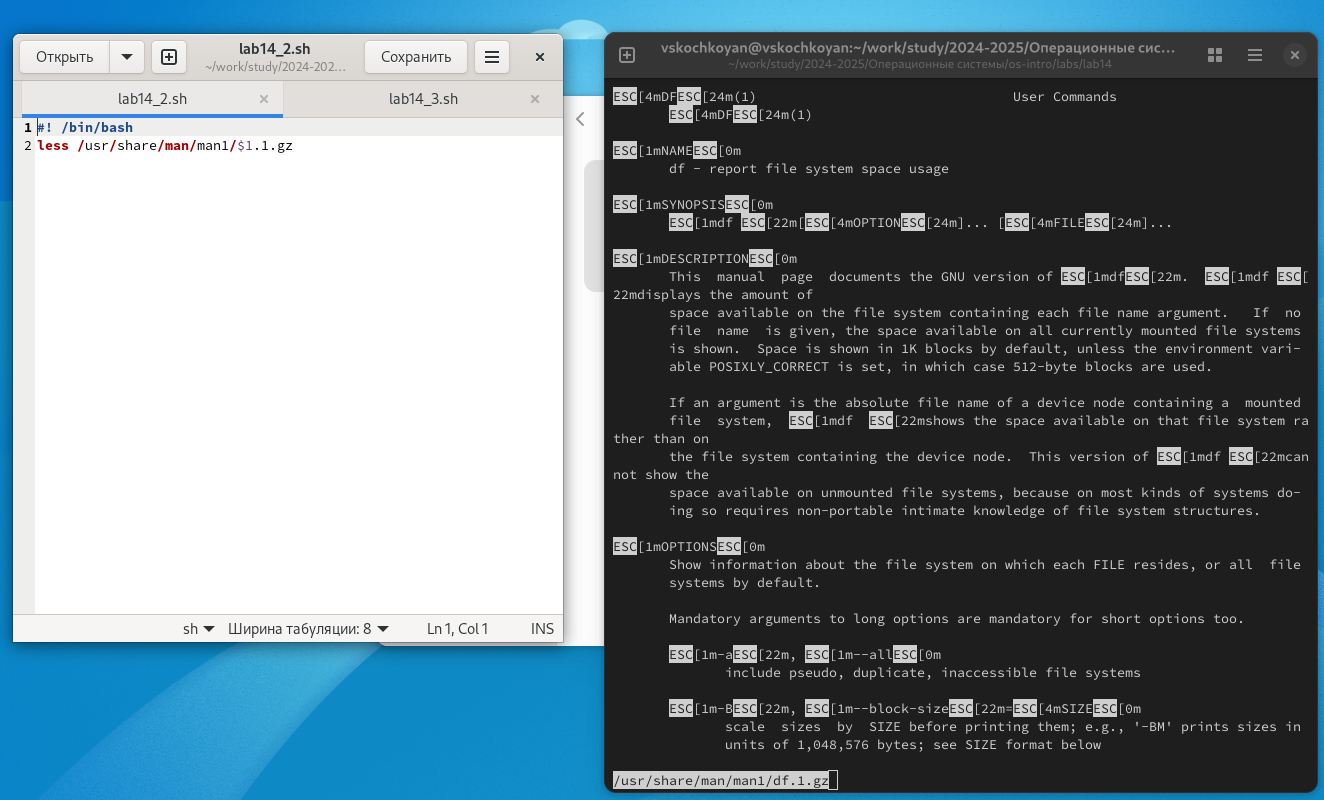 Открыть
lab14_2.sh
~/work/study/2024-202...
Сохранить
lab14_2.sh
lab14_3.sh
1 #! /bin/bash
2 less /usr/share/man/man1/$1.1.gz
sh
Ширина табуляции: 8
Ln 1, Col 1
INS
vskochkoyan@vskochkoyan:~/work/study/2024-2025/Операционные сис...
~/work/study/2024-2025/Операционные системы/os-intro/labs/lab14
ESC[4mDFESC[24m(1)                                User Commands
       ESC[4mDFESC[24m(1)
ESC[1mNAMEESC[0m
       df - report file system space usage
ESC[1mSYNOPSISESC[0m
       ESC[1mdf ESC[22m[ESC[4mOPTIONESC[24m]... [ESC[4mFILEESC[24m]...
ESC[1mDESCRIPTIONESC[0m
       This  manual  page  documents the GNU version of ESC[1mdfESC[22m.  ESC[1mdf ESC[
22mdisplays the amount of
       space available on the file system containing each file name argument.   If  no
       file  name  is given, the space available on all currently mounted file systems
       is shown.  Space is shown in 1K blocks by default, unless the environment vari-
       able POSIXLY_CORRECT is set, in which case 512-byte blocks are used.
       If an argument is the absolute file name of a device node containing a  mounted
       file  system,  ESC[1mdf  ESC[22mshows the space available on that file system ra
ther than on
       the file system containing the device node.  This version of ESC[1mdf ESC[22mcan
not show the
       space available on unmounted file systems, because on most kinds of systems do-
       ing so requires non-portable intimate knowledge of file system structures.
ESC[1mOPTIONSESC[0m
       Show information about the file system on which each FILE resides, or all  file
       systems by default.
       Mandatory arguments to long options are mandatory for short options too.
       ESC[1m-aESC[22m, ESC[1m--allESC[0m
              include pseudo, duplicate, inaccessible file systems
       ESC[1m-BESC[22m, ESC[1m--block-sizeESC[22m=ESC[4mSIZEESC[0m
              scale  sizes  by  SIZE before printing them; e.g., '-BM' prints sizes in
              units of 1,048,576 bytes; see SIZE format below
/usr/share/man/man1/df.1.gz